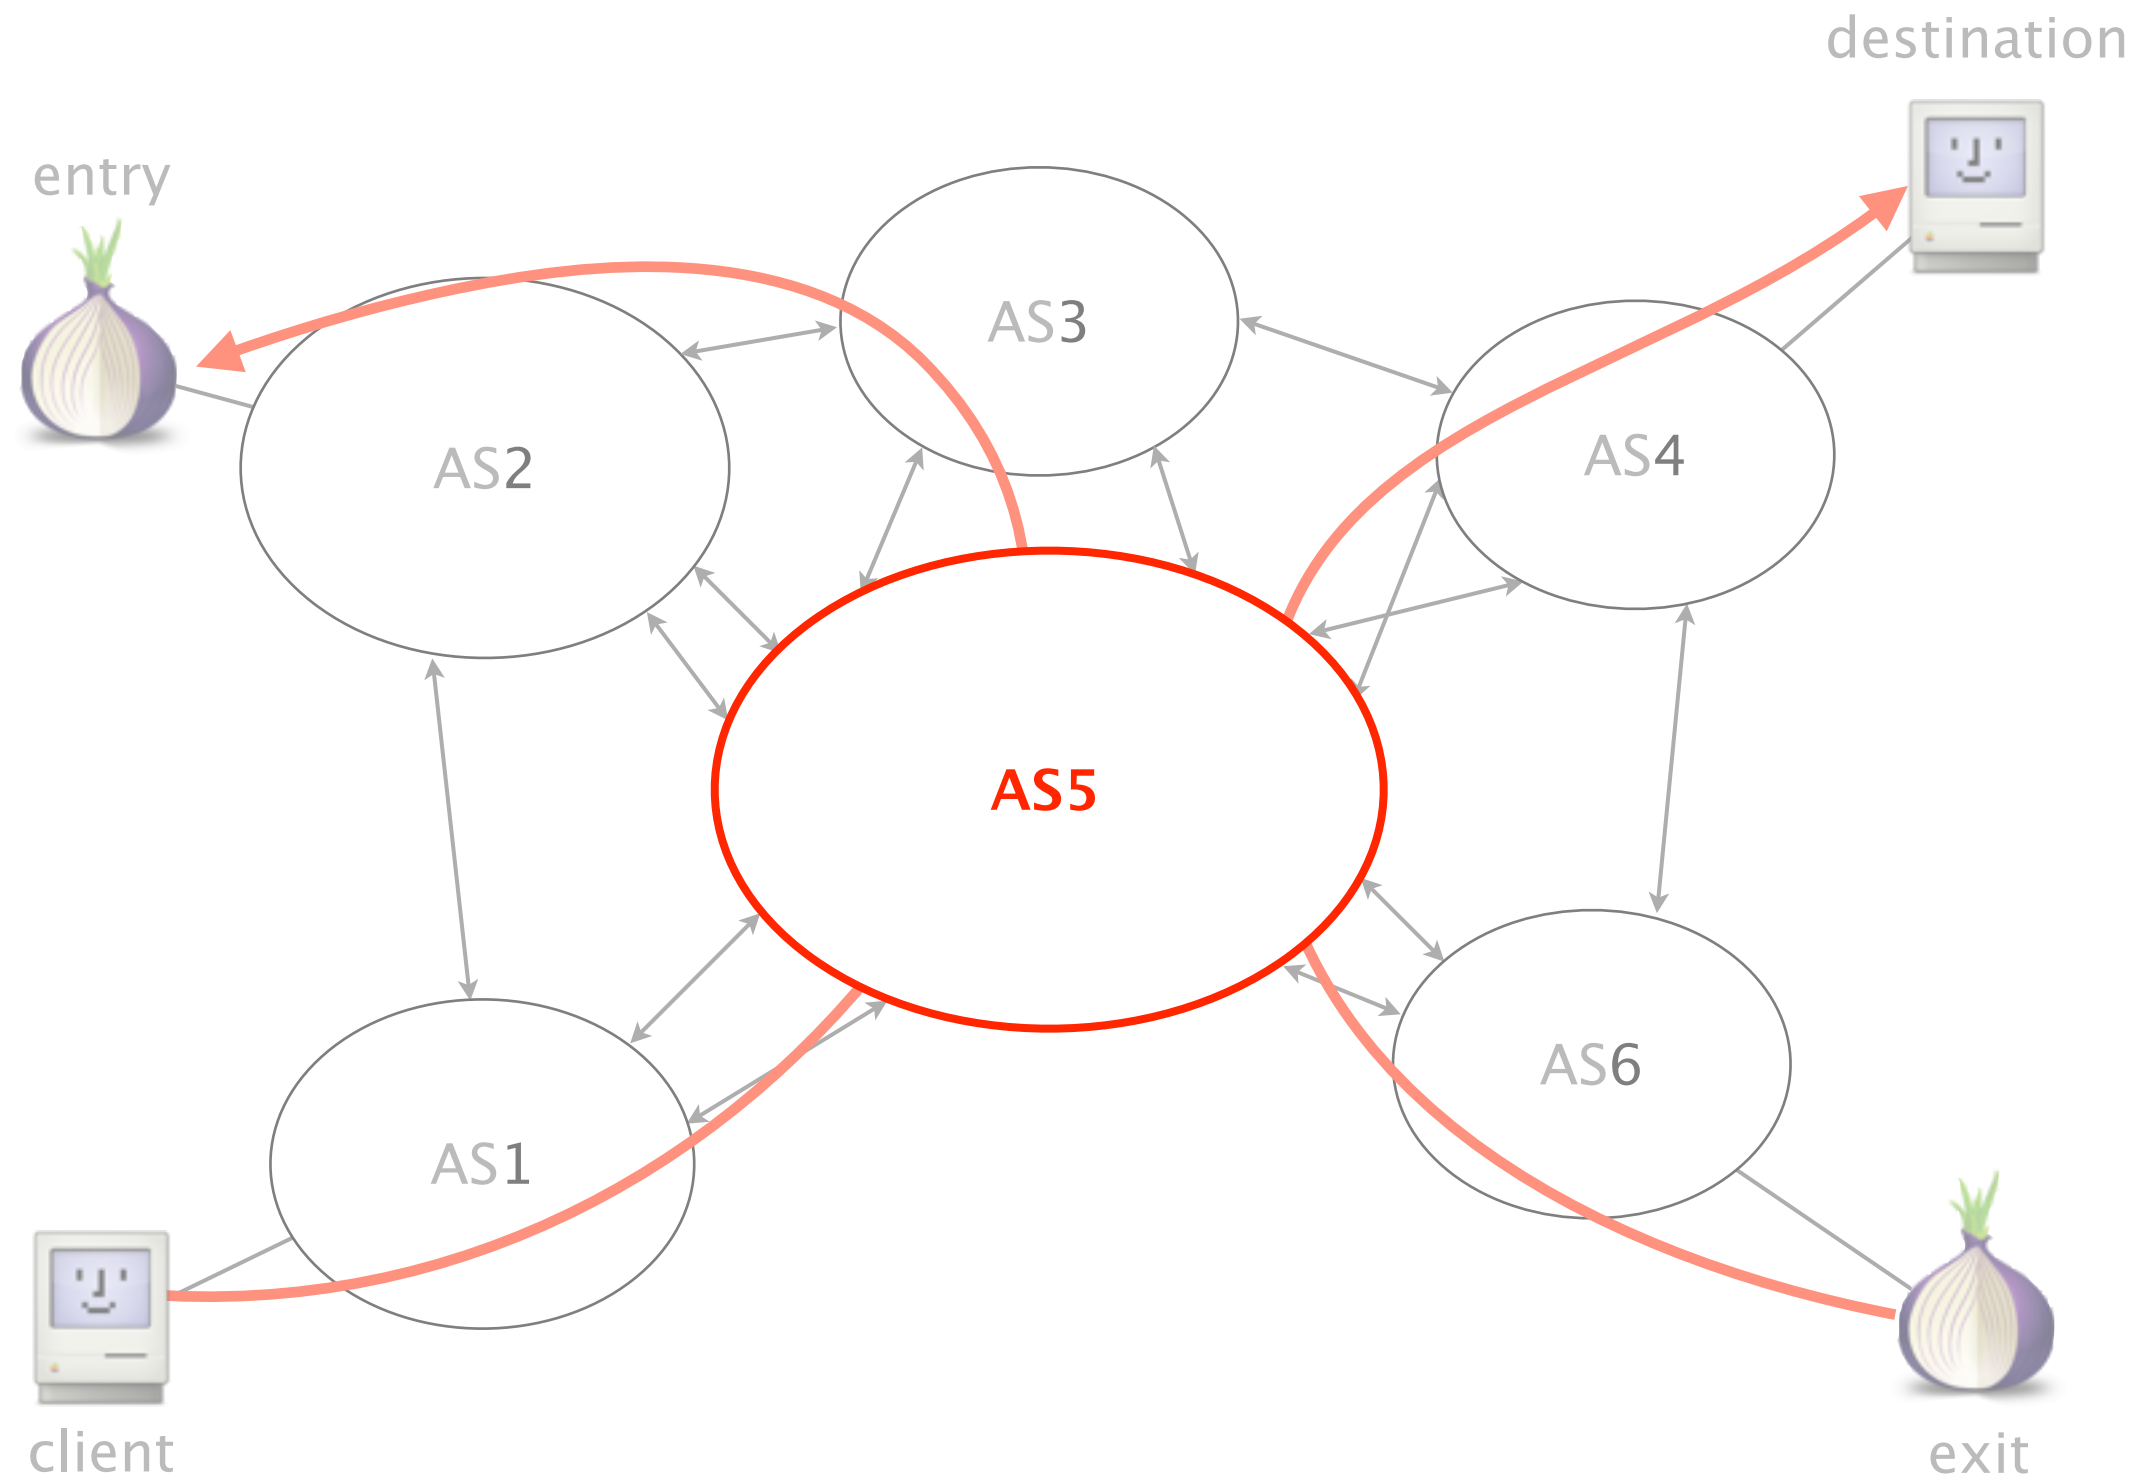 destination
entry
AS3
AS4
AS2
AS5
AS6
AS1
client
exit